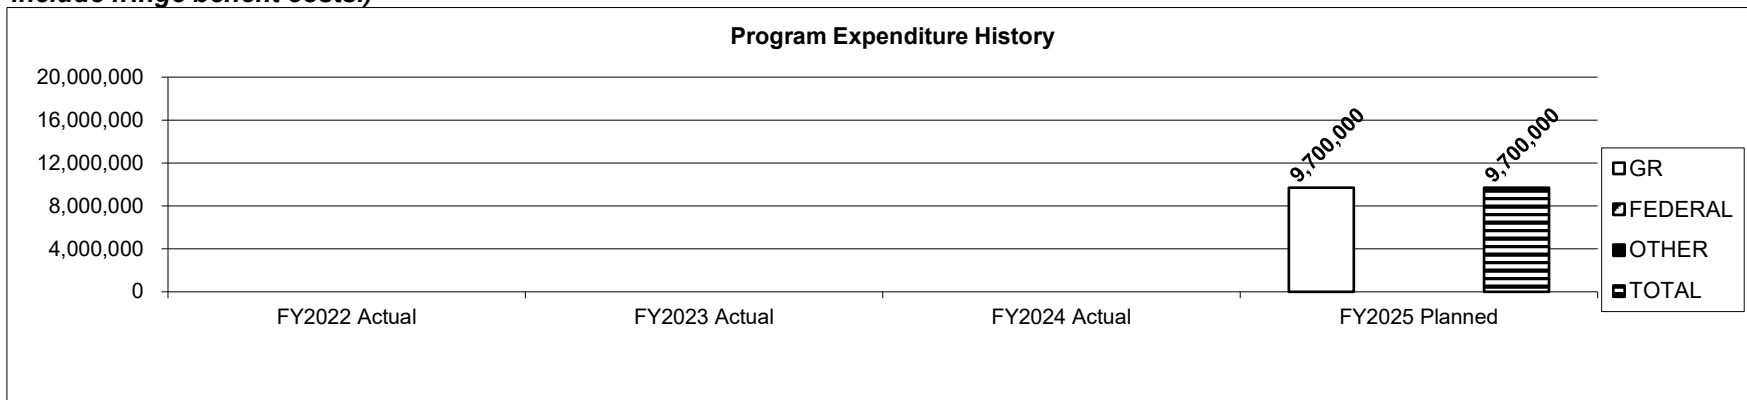 include fringe benefit costs.)
Program Expenditure History
20,000,000
16,000,000
12,000,000
8,000,000
4,000,000
0
9,700,000
9,700,000
FY2022 Actual
FY2023 Actual
FY2024 Actual
FY2025 Planned
GR
FEDERAL
OTHER
TOTAL